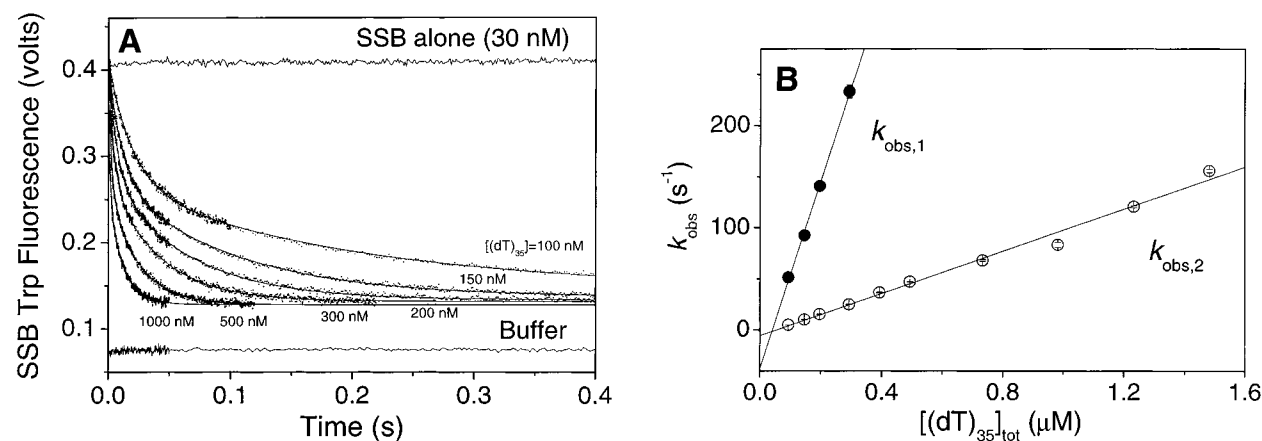 A
SSB alone (30 nM)
SSB Trp Fluorescence (volts)
0.4
0.3
0.2
0.1
[(dT)35]=100 nM
150 nM
1000 nM
500 nM
300 nM
200 nM
Buffer
0.0
0.1
0.2
0.3
0.4
Time (s)
B
kobs (s-1)
200
100
0
kobs,1
kobs,2
0.0
0.4
0.8
1.2
1.6
[(dT)35]tot (μM)